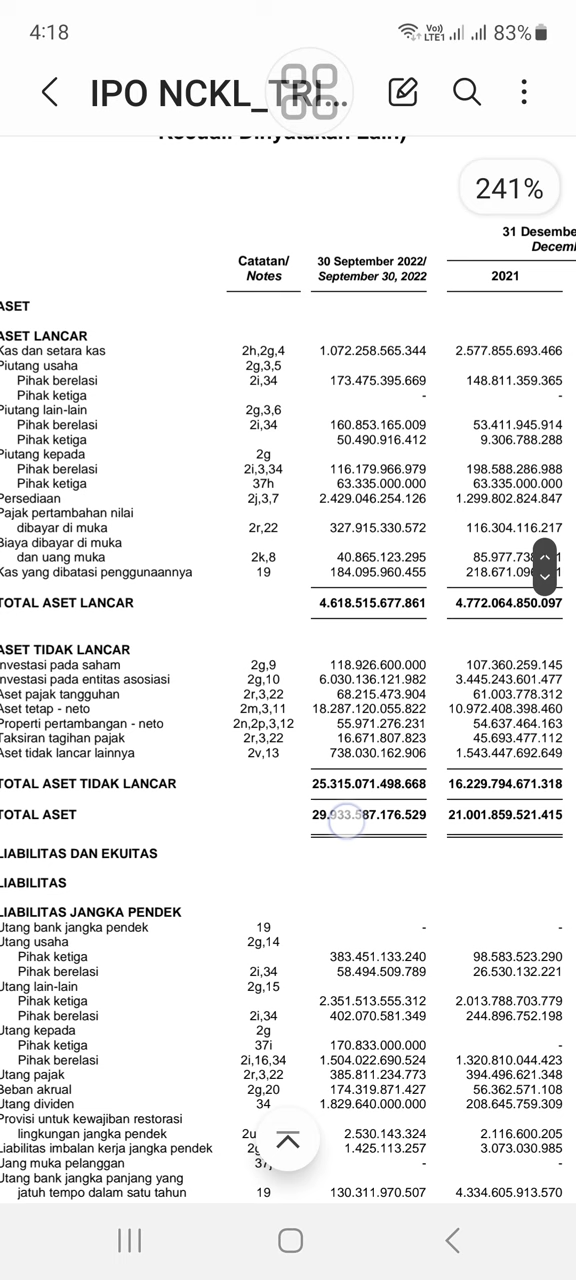 4:18 Vo)) LTE1 83%
IPO NCKL_TRI...
Kecuali Dinyatakan Lain)
241%
31 Desembe
Decem
Catatan/ 30 September 2022/
Notes September 30, 2022 2021
ASET
ASET LANCAR
Kas dan setara kas 2h,2g,4 1.072.258.565.344 2.577.855.693.466
Piutang usaha 2g,3,5
Pihak berelasi 2i,34 173.475.395.669 148.811.359.365
Pihak ketiga - -
Piutang lain-lain 2g,3,6
Pihak berelasi 2i,34 160.853.165.009 53.411.945.914
Pihak ketiga 50.490.916.412 9.306.788.288
Piutang kepada 2g
Pihak berelasi 2i,3,34 116.179.966.979 198.588.286.988
Pihak ketiga 37h 63.335.000.000 63.335.000.000
Persediaan 2j,3,7 2.429.046.254.126 1.299.802.824.847
Pajak pertambahan nilai
dibayar di muka 2r,22 327.915.330.572 116.304.116.217
Biaya dibayar di muka
dan uang muka 2k,8 40.865.123.295 85.977.73
Kas yang dibatasi penggunaannya 19 184.095.960.455 218.671.09
TOTAL ASET LANCAR 4.618.515.677.861 4.772.064.850.097
ASET TIDAK LANCAR
nvestasi pada saham 2g,9 118.926.600.000 107.360.259.145
nvestasi pada entitas asosiasi 2g,10 6.030.136.121.982 3.445.243.601.477
Aset pajak tangguhan 2r,3,22 68.215.473.904 61.003.778.312
Aset tetap - neto 2m,3,11 18.287.120.055.822 10.972.408.398.460
Properti pertambangan - neto 2n,2p,3,12 55.971.276.231 54.637.464.163
Taksiran tagihan pajak 2r,3,22 16.671.807.823 45.693.477.112
Aset tidak lancar lainnya 2v,13 738.030.162.906 1.543.447.692.649
TOTAL ASET TIDAK LANCAR 25.315.071.498.668 16.229.794.671.318
TOTAL ASET 29.933.587.176.529 21.001.859.521.415
LIABILITAS DAN EKUITAS
LIABILITAS
LIABILITAS JANGKA PENDEK
Utang bank jangka pendek 19 - -
Utang usaha 2g,14
Pihak ketiga 383.451.133.240 98.583.523.290
Pihak berelasi 2i,34 58.494.509.789 26.530.132.221
Utang lain-lain 2g,15
Pihak ketiga 2.351.513.555.312 2.013.788.703.779
Pihak berelasi 2i,34 402.070.581.349 244.896.752.198
Utang kepada 2g
Pihak ketiga 37i 170.833.000.000 -
Pihak berelasi 2i,16,34 1.504.022.690.524 1.320.810.044.423
Utang pajak 2r,3,22 385.811.234.773 394.496.621.348
Beban akrual 2g,20 174.319.871.427 56.362.571.108
Utang dividen 34 1.829.640.000.000 208.645.759.309
Provisi untuk kewajiban restorasi
lingkungan jangka pendek 2u 2.530.143.324 2.116.600.205
Liabilitas imbalan kerja jangka pendek 1.425.113.257 3.073.030.985
Uang muka pelanggan - -
Utang bank jangka panjang yang
jatuh tempo dalam satu tahun 19 130.311.970.507 4.334.605.913.570